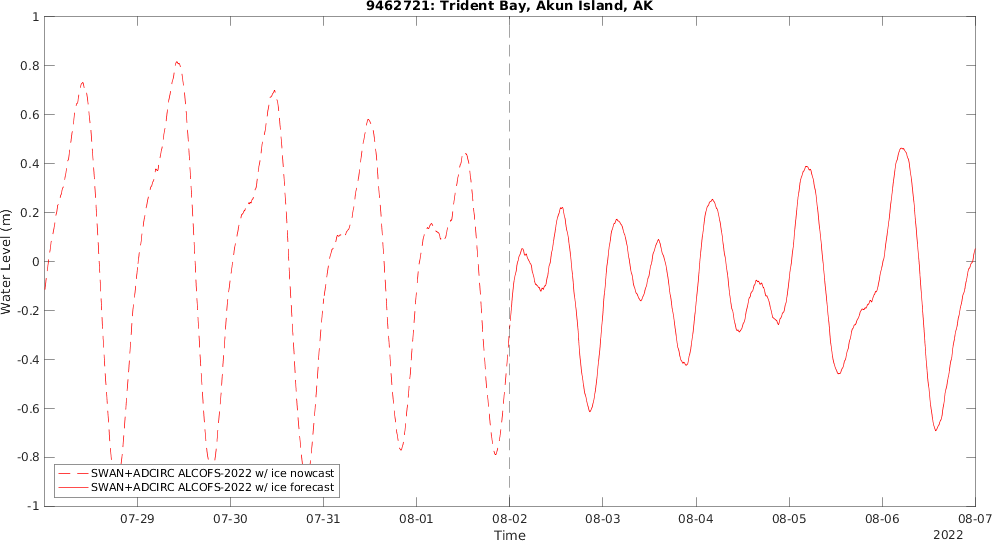 9462721: Trident Bay, Akun Island, AK
1
0.8
0.6
0.4
0.2
0
-0.2
-0.4
-0.6
-0.8
-1
Water Level (m)
SWAN+ADCIRC ALCOFS-2022 w/ ice nowcast
SWAN+ADCIRC ALCOFS-2022 w/ ice forecast
07-29 07-30 07-31 08-01 08-02 08-03 08-04 08-05 08-06 08-07
Time
2022